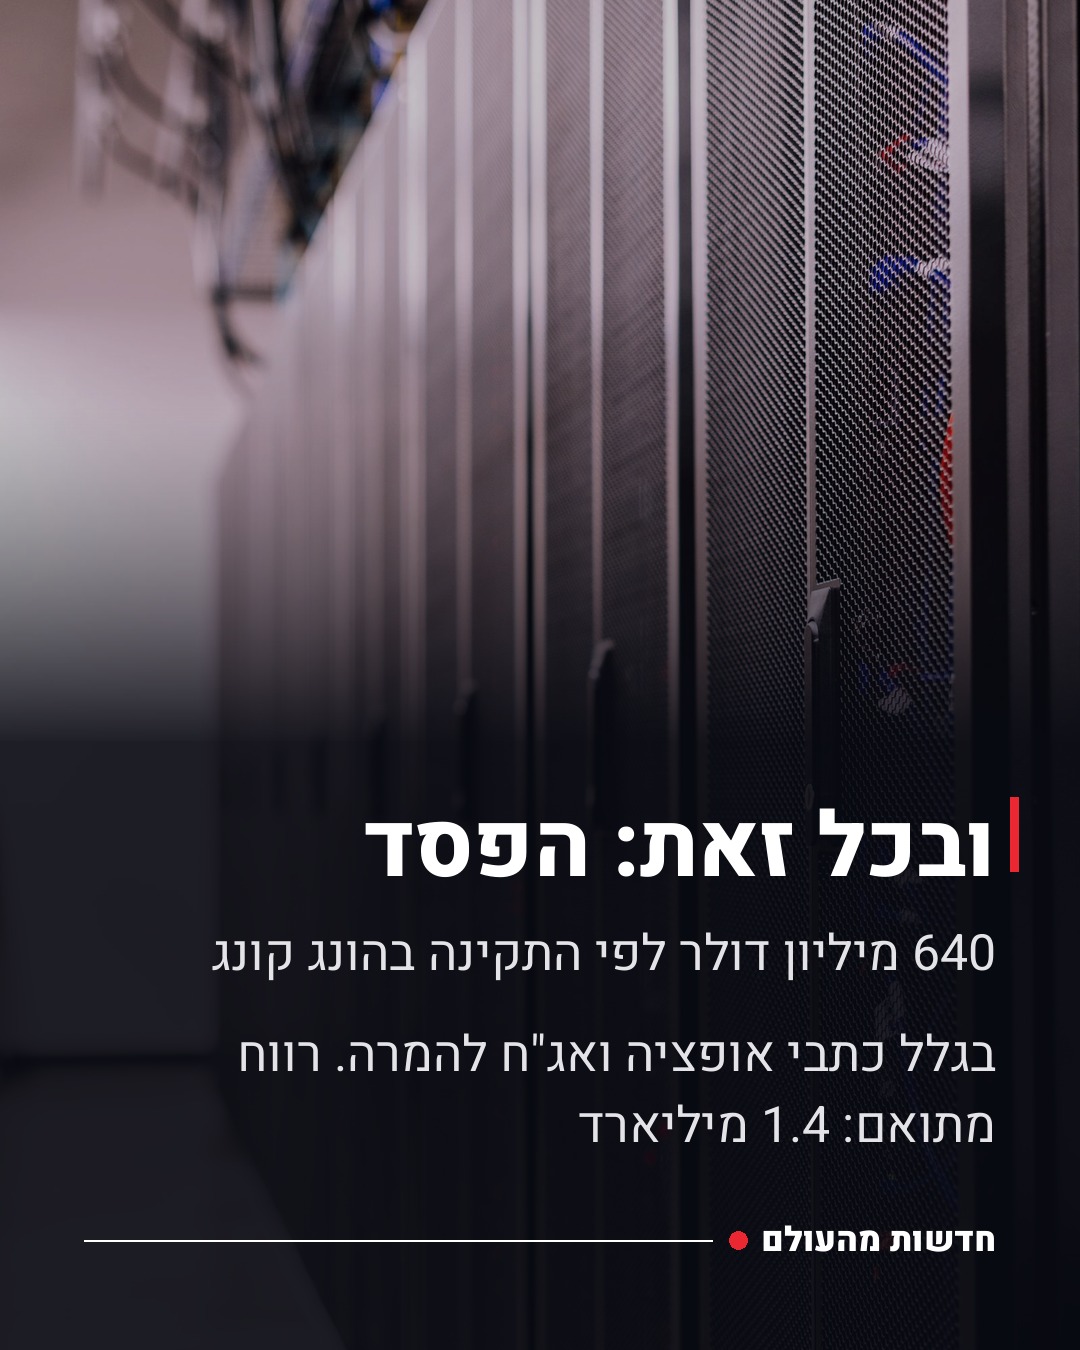 ובכל זאת: הפסד
640 מיליון דולר לפי התקינה בהונג קונג
בגלל כתבי אופציה ואג"ח להמרה. רווח
מתואם: 1.4 מיליארד
חדשות מהעולם